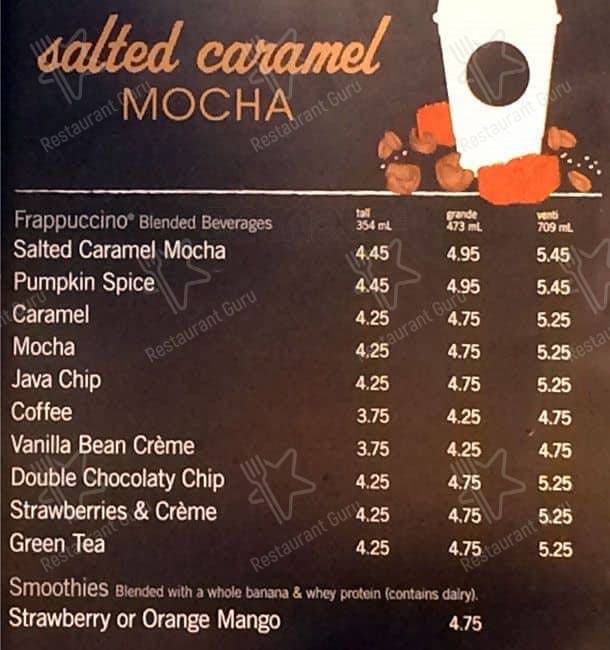 salted caramel
MOCHA
Frappuccino® Blended Beverages tall 354 mL grande 473 mL venti 709 mL
Salted Caramel Mocha 4.45 4.95 5.45
Pumpkin Spice 4.45 4.95 5.45
Caramel 4.25 4.75 5.25
Mocha 4.25 4.75 5.25
Java Chip 4.25 4.75 5.25
Coffee 3.75 4.25 4.75
Vanilla Bean Crème 3.75 4.25 4.75
Double Chocolaty Chip 4.25 4.75 5.25
Strawberries & Crème 4.25 4.75 5.25
Green Tea 4.25 4.75 5.25
Smoothies Blended with a whole banana & whey protein (contains dairy).
Strawberry or Orange Mango 4.75
Restaurant Guru